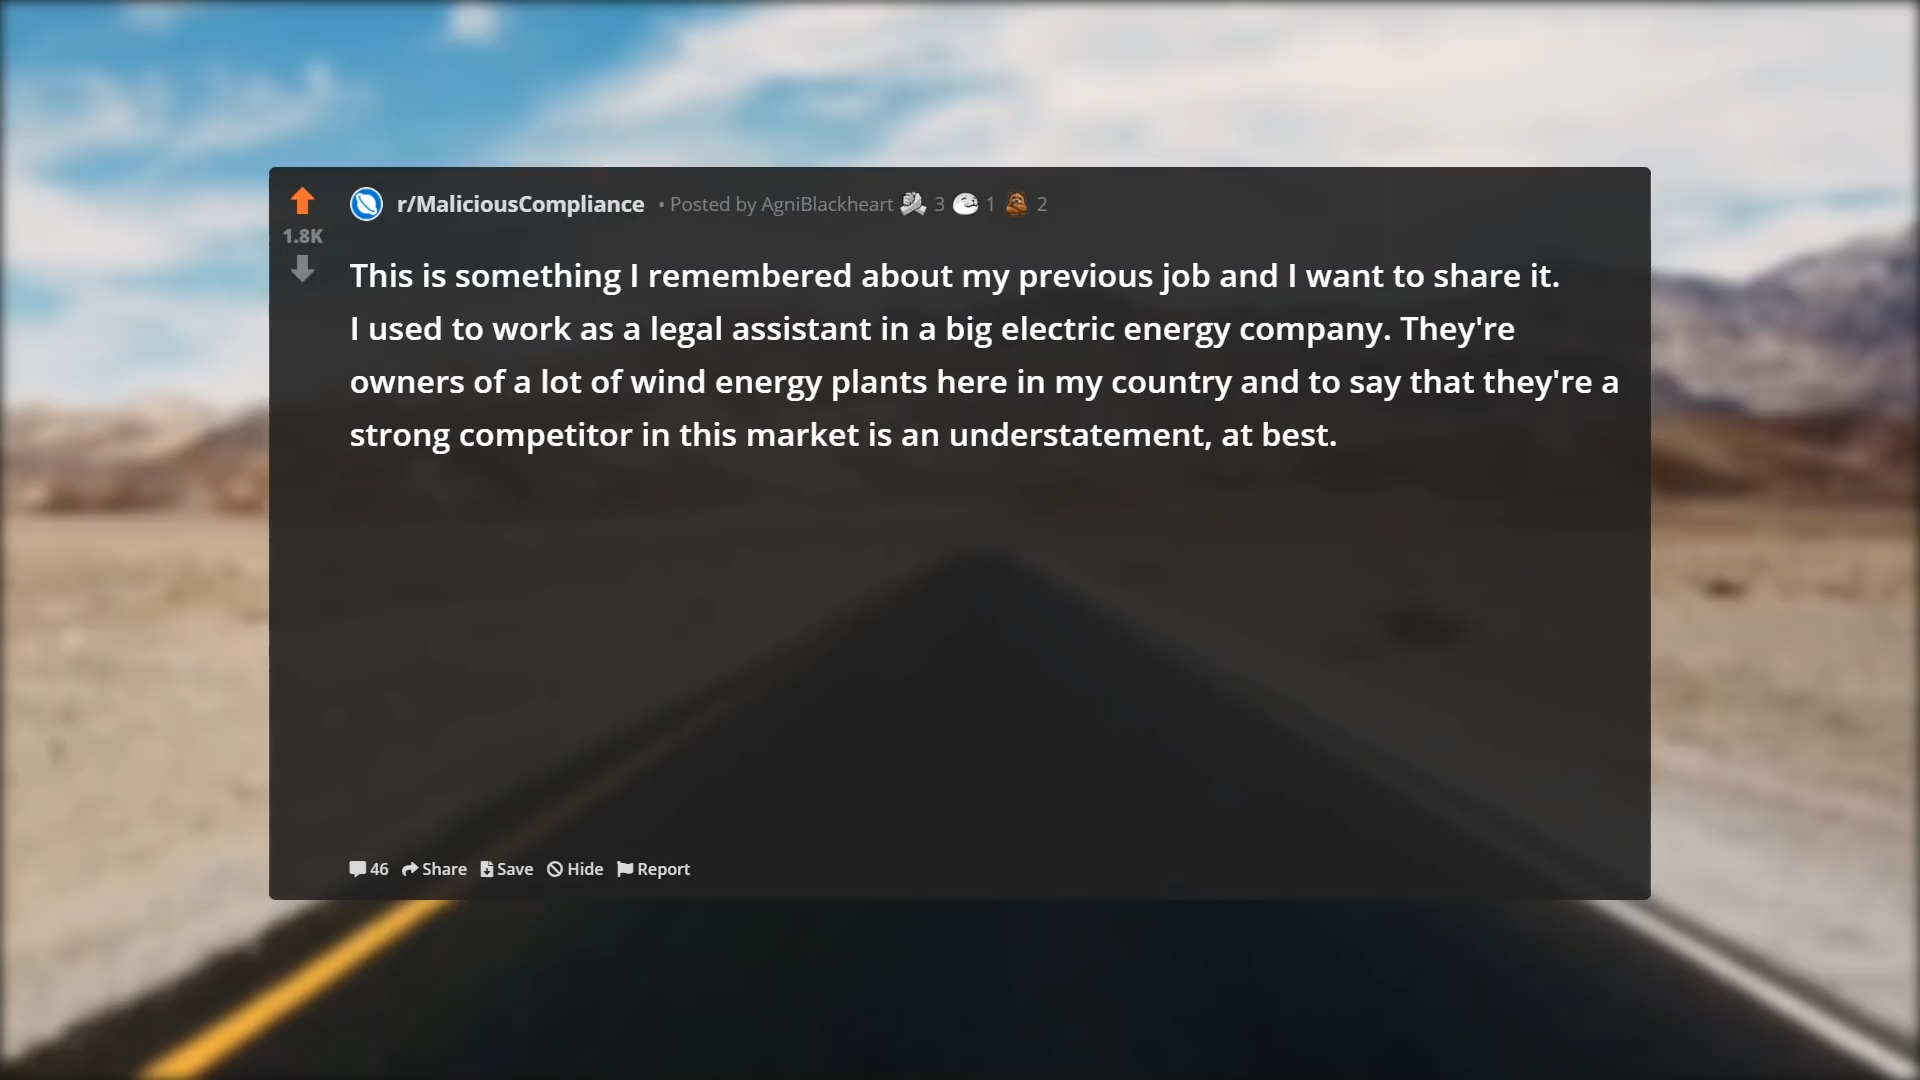 r/MaliciousCompliance • Posted by AgniBlackheart 3 1 2
1.8K
This is something I remembered about my previous job and I want to share it.
I used to work as a legal assistant in a big electric energy company. They're
owners of a lot of wind energy plants here in my country and to say that they're a
strong competitor in this market is an understatement, at best.
46 Share Save Hide Report